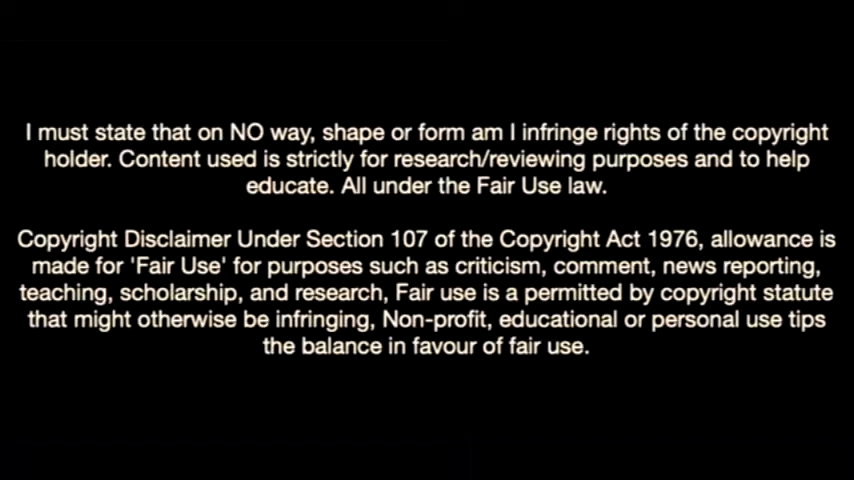 I must state that on NO way, shape or form am I infringe rights of the copyright
holder. Content used is strictly for research/reviewing purposes and to help
educate. All under the Fair Use law.
Copyright Disclaimer Under Section 107 of the Copyright Act 1976, allowance is
made for 'Fair Use' for purposes such as criticism, comment, news reporting,
teaching, scholarship, and research, Fair use is a permitted by copyright statute
that might otherwise be infringing, Non-profit, educational or personal use tips
the balance in favour of fair use.